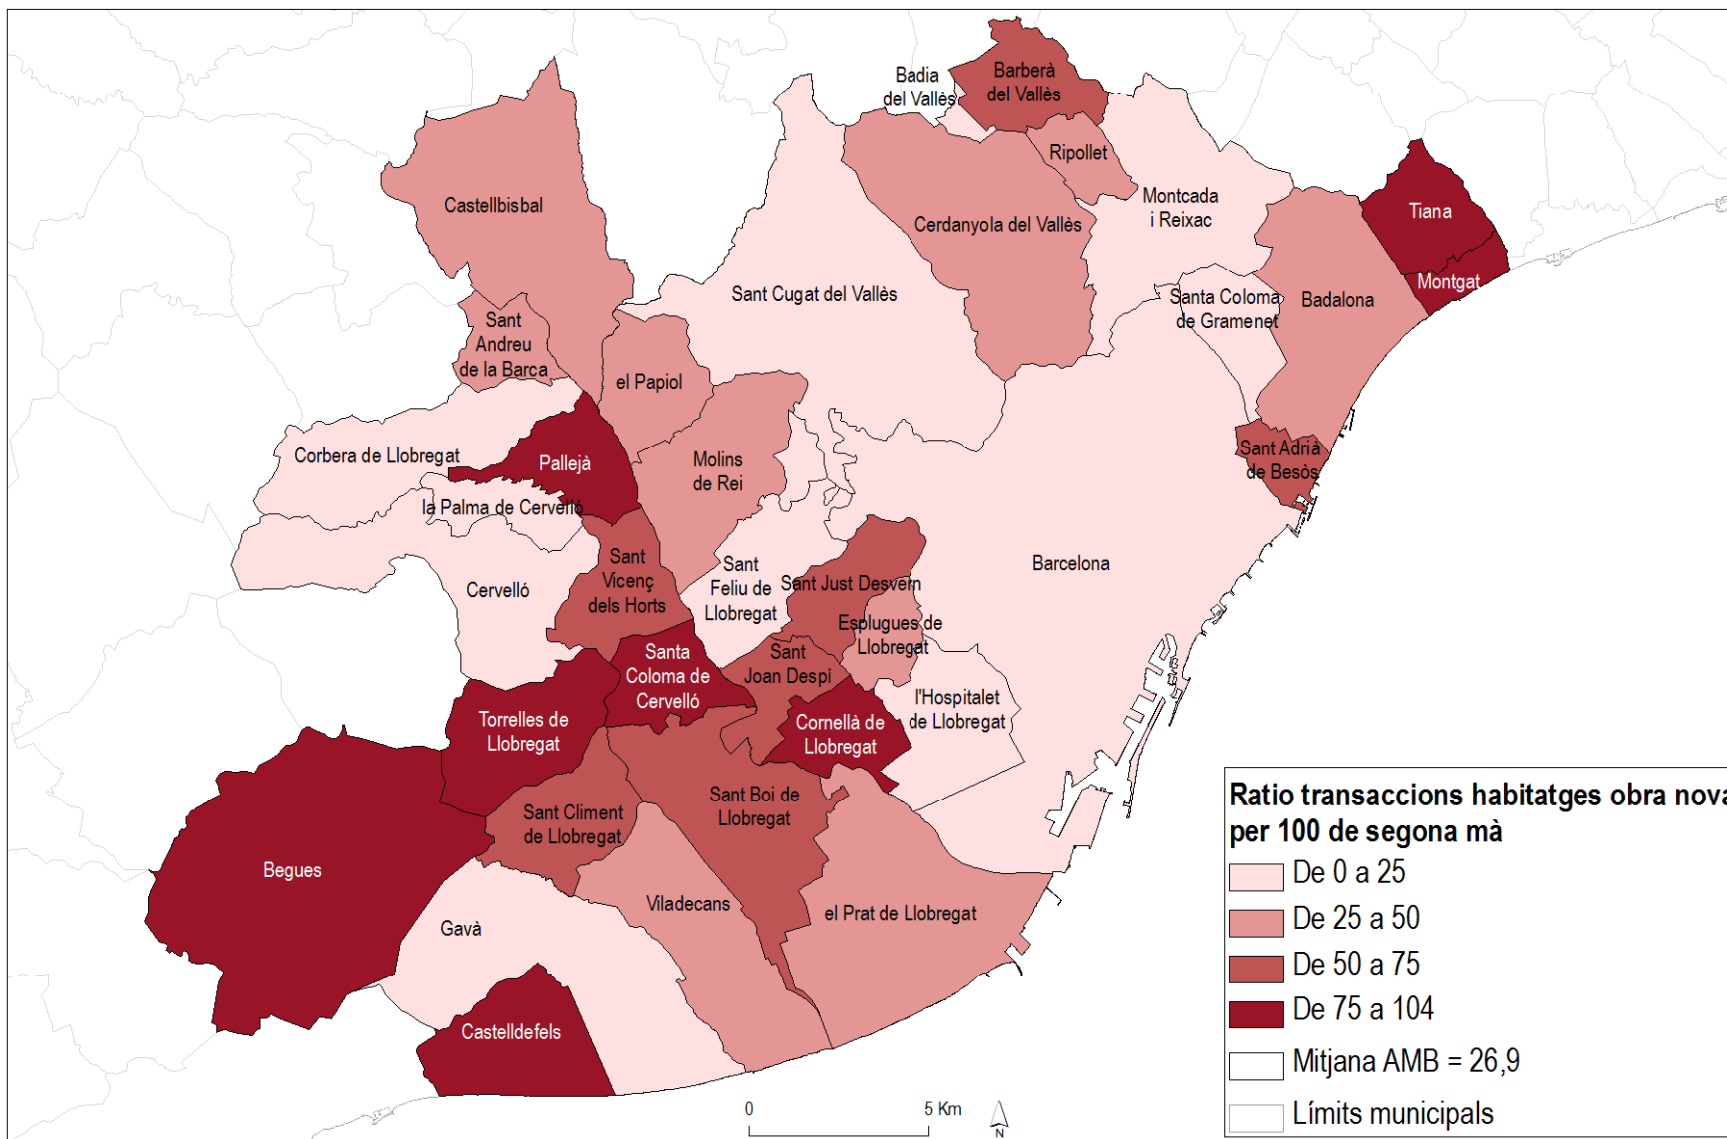 Badia
del Vallès
Barberà
del Vallès
Ripollet
Castellbisbal
Cerdanyola del Vallès
Montcada
i Reixac
Tiana
Montgat
Sant Cugat del Vallès
Santa Coloma
de Gramenet
Badalona
Sant
Andreu
de la Barca
el Papiol
Corbera de Llobregat
Pallejà
Molins
de Rei
Sant Adrià
de Besòs
la Palma de Cervelló
Sant
Vicenç
dels Horts
Cervelló
Sant
Feliu de
Llobregat
Sant Just Desvern
Barcelona
Esplugues de
Llobregat
Santa
Coloma de
Cervelló
Sant
Joan Despi
l'Hospitalet
de Llobregat
Torrelles de
Llobregat
Cornellà de
Llobregat
Sant Climent
de Llobregat
Sant Boi de
Llobregat
Begues
Gavà
Viladecans
el Prat de Llobregat
Castelldefels
Ratio transaccions habitatges obra nova
per 100 de segona mà
De 0 a 25
De 25 a 50
De 50 a 75
De 75 a 104
Mitjana AMB = 26,9
Límits municipals
0 5 Km
N